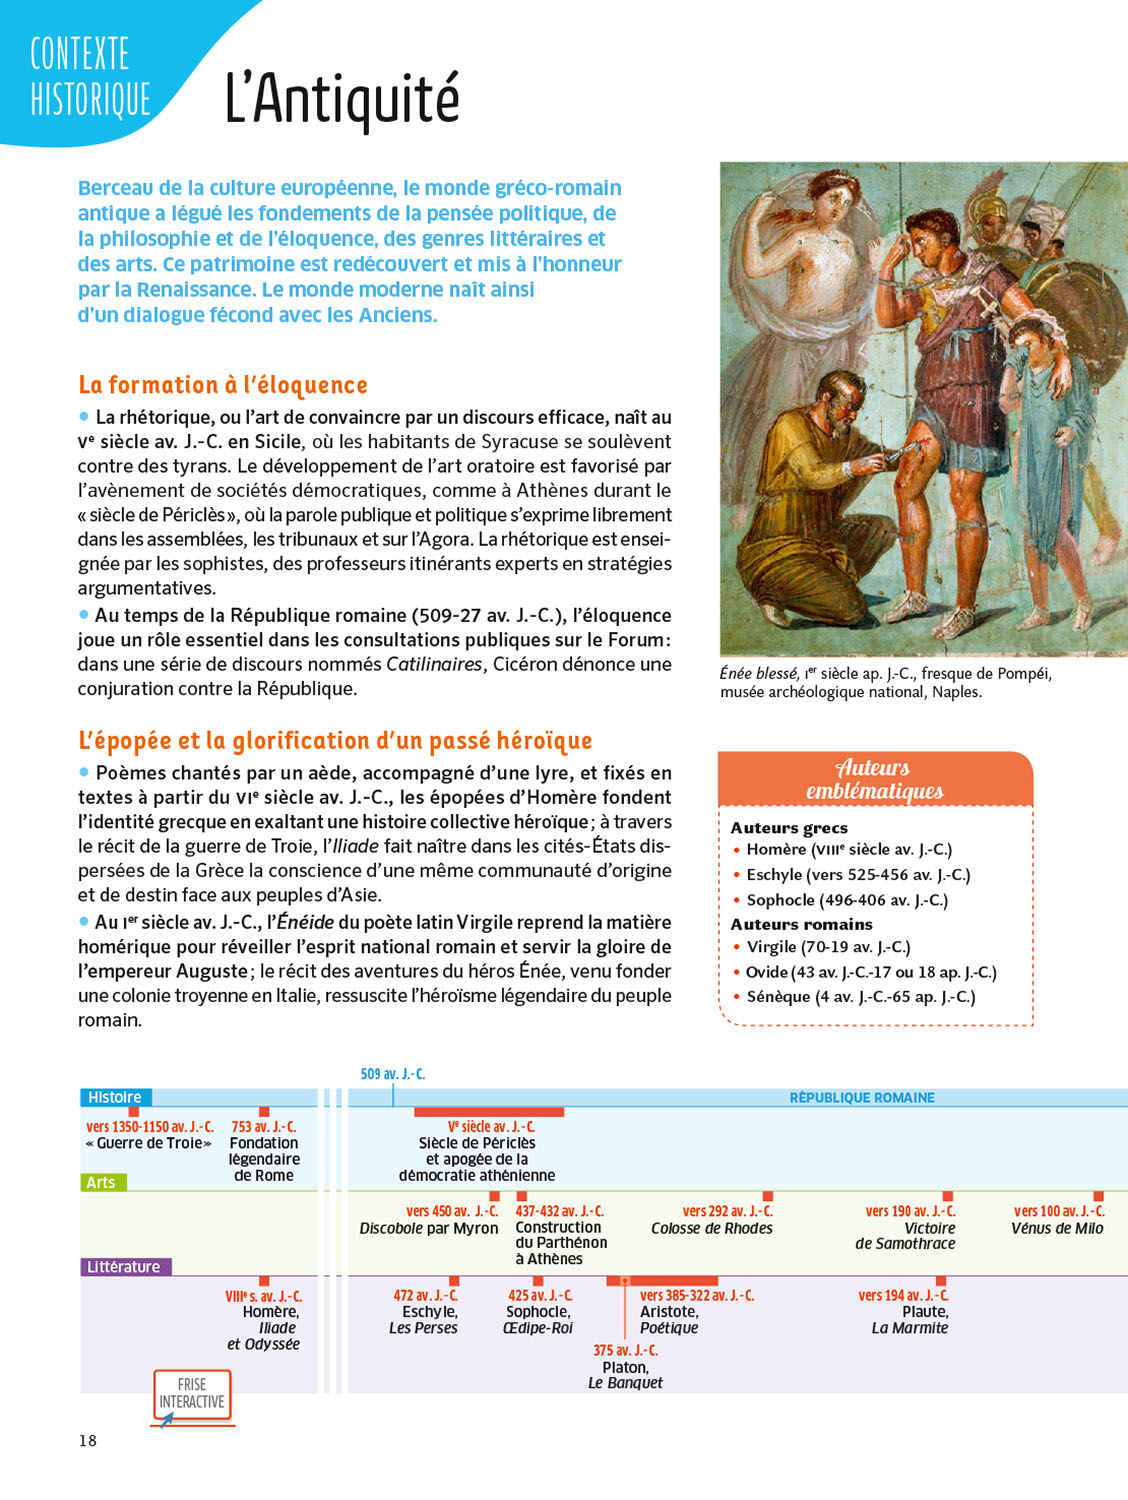 CONTEXTE
HISTORIQUE
L'Antiquité
Berceau de la culture européenne, le monde gréco-romain
antique a légué les fondements de la pensée politique, de
la philosophie et de l'éloquence, des genres littéraires et
des arts. Ce patrimoine est redécouvert et mis à l'honneur
par la Renaissance. Le monde moderne naît ainsi
d'un dialogue fécond avec les Anciens.
La formation à l'éloquence
• La rhétorique, ou l'art de convaincre par un discours efficace, naît au
Ve siècle av. J.-C. en Sicile, où les habitants de Syracuse se soulèvent
contre des tyrans. Le développement de l'art oratoire est favorisé par
l'avènement de sociétés démocratiques, comme à Athènes durant le
« siècle de Périclès », où la parole publique et politique s'exprime librement
dans les assemblées, les tribunaux et sur l'Agora. La rhétorique est ensei-
gnée par les sophistes, des professeurs itinérants experts en stratégies
argumentatives.
• Au temps de la République romaine (509-27 av. J.-C.), l'éloquence
joue un rôle essentiel dans les consultations publiques sur le Forum :
dans une série de discours nommés Catilinaires, Cicéron dénonce une
conjuration contre la République.
L'épopée et la glorification d'un passé héroïque
• Poèmes chantés par un aède, accompagné d'une lyre, et fixés en
textes à partir du VIe siècle av. J.-C., les épopées d'Homère fondent
l'identité grecque en exaltant une histoire collective héroïque ; à travers
le récit de la guerre de Troie, l'Iliade fait naître dans les cités-États dis-
persées de la Grèce la conscience d'une même communauté d'origine
et de destin face aux peuples d'Asie.
• Au Ier siècle av. J.-C., l'Énéide du poète latin Virgile reprend la matière
homérique pour réveiller l'esprit national romain et servir la gloire de
l'empereur Auguste ; le récit des aventures du héros Énée, venu fonder
une colonie troyenne en Italie, ressuscite l'héroïsme légendaire du peuple
romain.
Énée blessé, Ier siècle ap. J.-C., fresque de Pompéi,
musée archéologique national, Naples.
Auteurs
emblématiques
Auteurs grecs
• Homère (VIIIe siècle av. J.-C.)
• Eschyle (vers 525-456 av. J.-C.)
• Sophocle (496-406 av. J.-C.)
Auteurs romains
• Virgile (70-19 av. J.-C.)
• Ovide (43 av. J.-C.-17 ou 18 ap. J.-C.)
• Sénèque (4 av. J.-C.-65 ap. J.-C.)
509 av. J.-C.
Histoire
RÉPUBLIQUE ROMAINE
vers 1350-1150 av. J.-C.
« Guerre de Troie »
753 av. J.-C.
Fondation
légendaire
de Rome
Ve siècle av. J.-C.
Siècle de Périclès
et apogée de la
démocratie athénienne
Arts
vers 450 av. J.-C.
Discobole par Myron
437-432 av. J.-C.
Construction
du Parthénon
à Athènes
vers 292 av. J.-C.
Colosse de Rhodes
vers 190 av. J.-C.
Victoire
de Samothrace
vers 100 av. J.-C.
Vénus de Milo
Littérature
VIIIe s. av. J.-C.
Homère,
Iliade
et Odyssée
472 av. J.-C.
Eschyle,
Les Perses
425 av. J.-C.
Sophocle,
Œdipe-Roi
vers 385-322 av. J.-C.
Aristote,
Poétique
375 av. J.-C.
Platon,
Le Banquet
vers 194 av. J.-C.
Plaute,
La Marmite
FRISE
INTERACTIVE
18